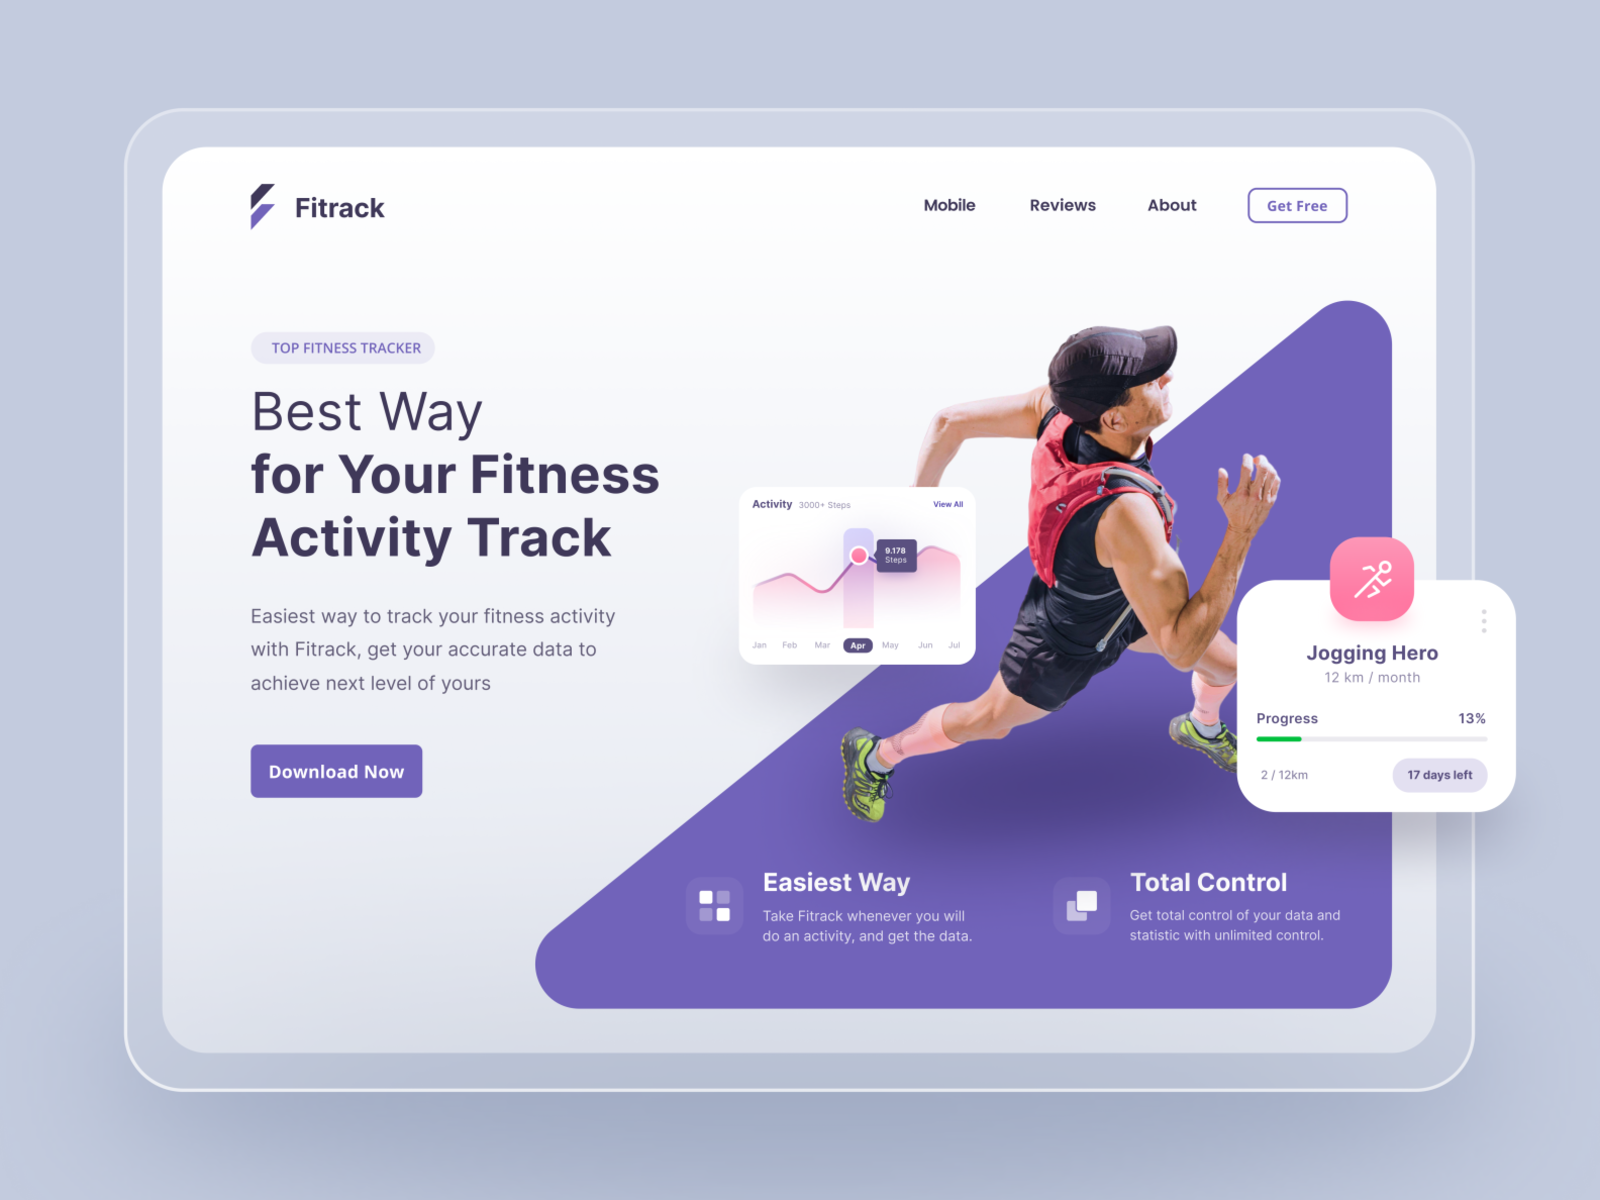 Fitrack
Mobile
Reviews
About
Get Free
TOP FITNESS TRACKER
Best Way
for Your Fitness
Activity Track
Easiest way to track your fitness activity
with Fitrack, get your accurate data to
achieve next level of yours
Download Now
Activity 3000+ Steps View All
9.178
Steps
Jan Feb Mar Apr May Jun Jul
Jogging Hero
12 km / month
Progress 13%
2 / 12km 17 days left
Easiest Way
Take Fitrack whenever you will
do an activity, and get the data.
Total Control
Get total control of your data and
statistic with unlimited control.